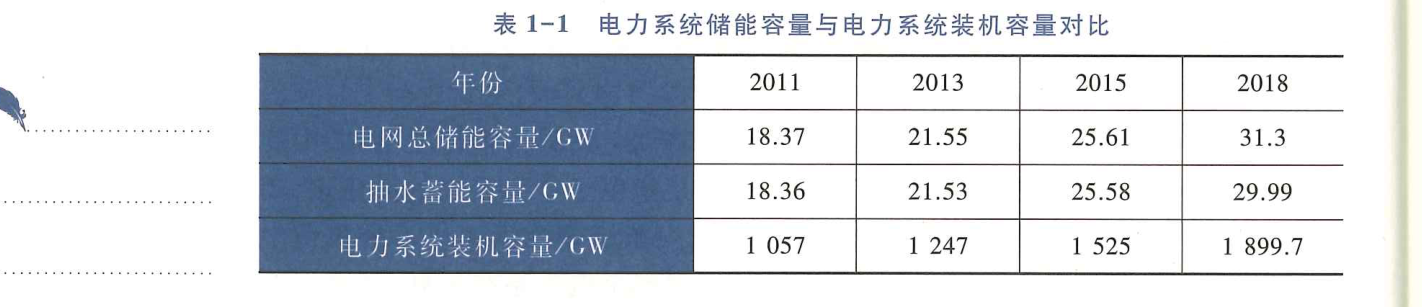 表 1-1 电力系统储能容量与电力系统装机容量对比
年份 2011 2013 2015 2018
电网总储能容量/GW 18.37 21.55 25.61 31.3
抽水蓄能容量/GW 18.36 21.53 25.58 29.99
电力系统装机容量/GW 1 057 1 247 1 525 1 899.7